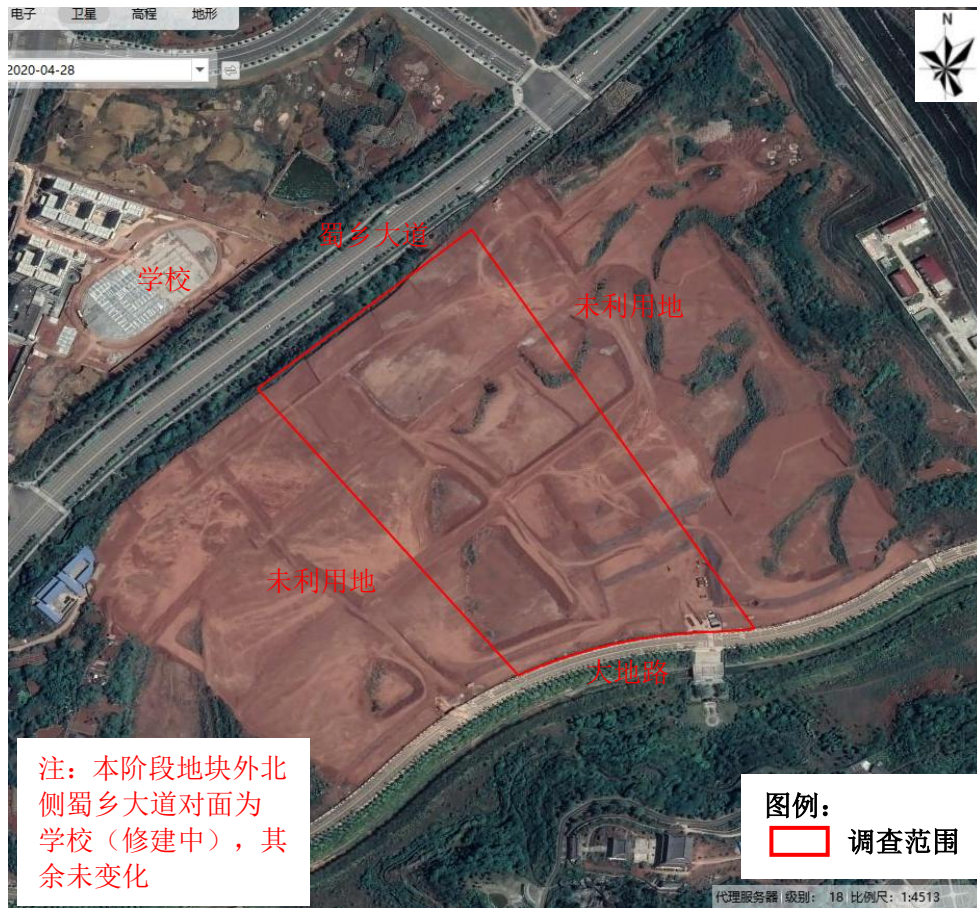 电子 卫星 高程 地形
N
2020-04-28
蜀乡大道
学校
未利用地
未利用地
大地路
注：本阶段地块外北
侧蜀乡大道对面为
学校（修建中），其
余未变化
图例：
调查范围
代理服务器 级别： 18 比例尺：1:4513